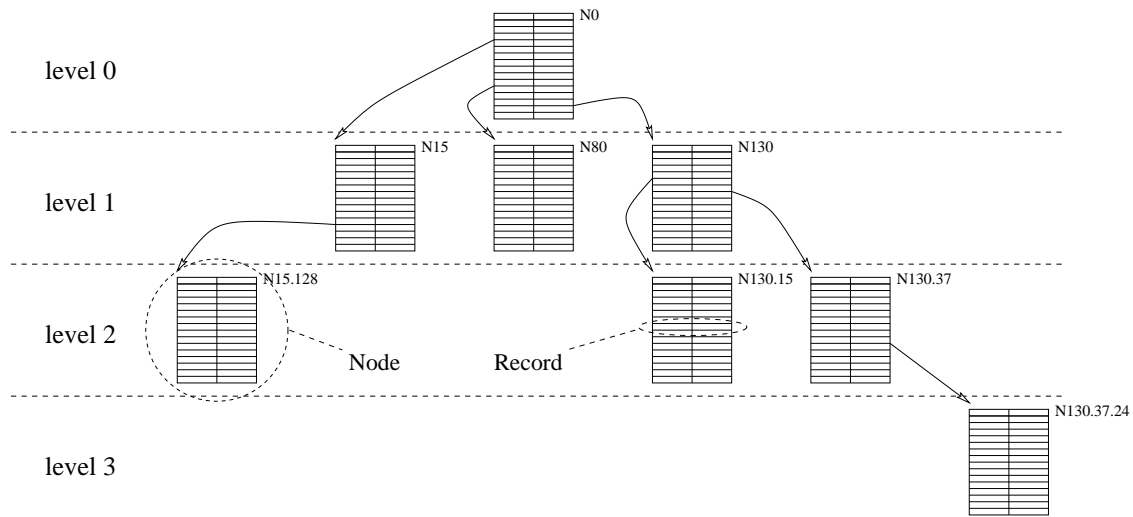 N0
level 0
N15
N80
N130
level 1
N15.128
N130.15
N130.37
level 2
Node
Record
N130.37.24
level 3